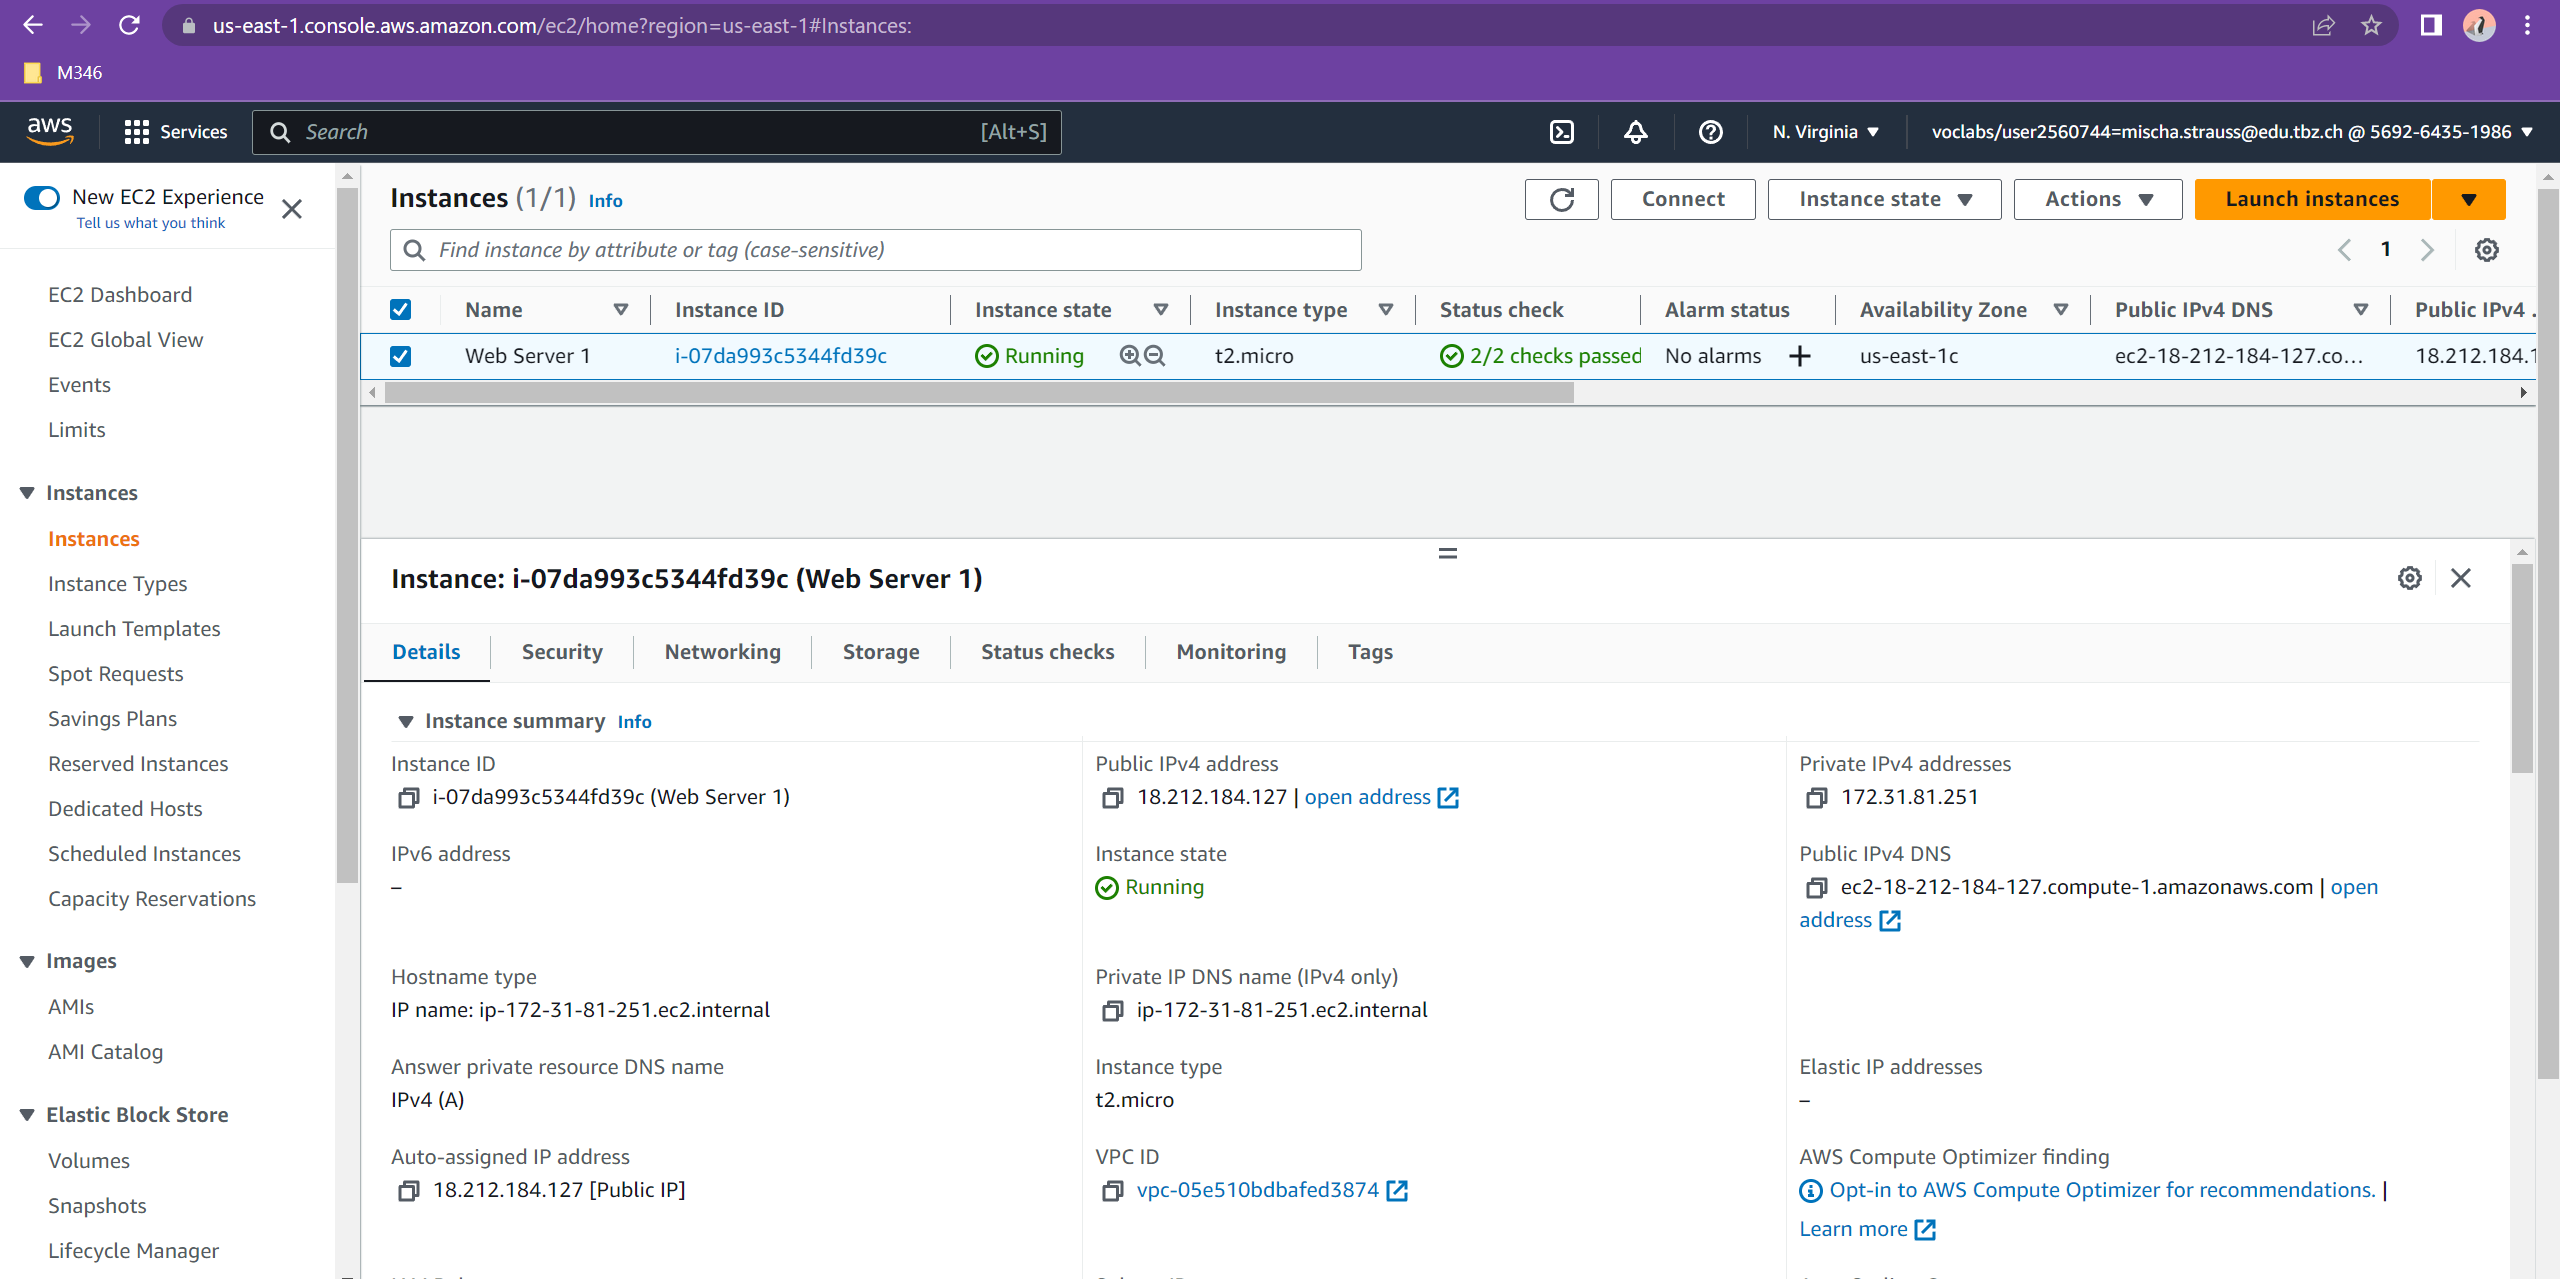 us-east-1.console.aws.amazon.com/ec2/home?region=us-east-1#Instances:
M346
aws
Services
Search
[Alt+S]
N. Virginia
voclabs/user2560744=mischa.strauss@edu.tbz.ch @ 5692-6435-1986
New EC2 Experience
Tell us what you think
EC2 Dashboard
EC2 Global View
Events
Limits
Instances
Instances
Instance Types
Launch Templates
Spot Requests
Savings Plans
Reserved Instances
Dedicated Hosts
Scheduled Instances
Capacity Reservations
Images
AMIs
AMI Catalog
Elastic Block Store
Volumes
Snapshots
Lifecycle Manager
Instances (1/1) Info
Connect
Instance state
Actions
Launch instances
Find instance by attribute or tag (case-sensitive)
1
Name Instance ID Instance state Instance type Status check Alarm status Availability Zone Public IPv4 DNS Public IPv4 .
Web Server 1 i-07da993c5344fd39c Running t2.micro 2/2 checks passed No alarms + us-east-1c ec2-18-212-184-127.co... 18.212.184.1
Instance: i-07da993c5344fd39c (Web Server 1)
Details Security Networking Storage Status checks Monitoring Tags
Instance summary Info
Instance ID
i-07da993c5344fd39c (Web Server 1)
Public IPv4 address
18.212.184.127 | open address
Private IPv4 addresses
172.31.81.251
IPv6 address
–
Instance state
Running
Public IPv4 DNS
ec2-18-212-184-127.compute-1.amazonaws.com | open
address
Hostname type
IP name: ip-172-31-81-251.ec2.internal
Private IP DNS name (IPv4 only)
ip-172-31-81-251.ec2.internal
Answer private resource DNS name
IPv4 (A)
Instance type
t2.micro
Elastic IP addresses
–
Auto-assigned IP address
18.212.184.127 [Public IP]
VPC ID
vpc-05e510bdbafed3874
AWS Compute Optimizer finding
Opt-in to AWS Compute Optimizer for recommendations. |
Learn more